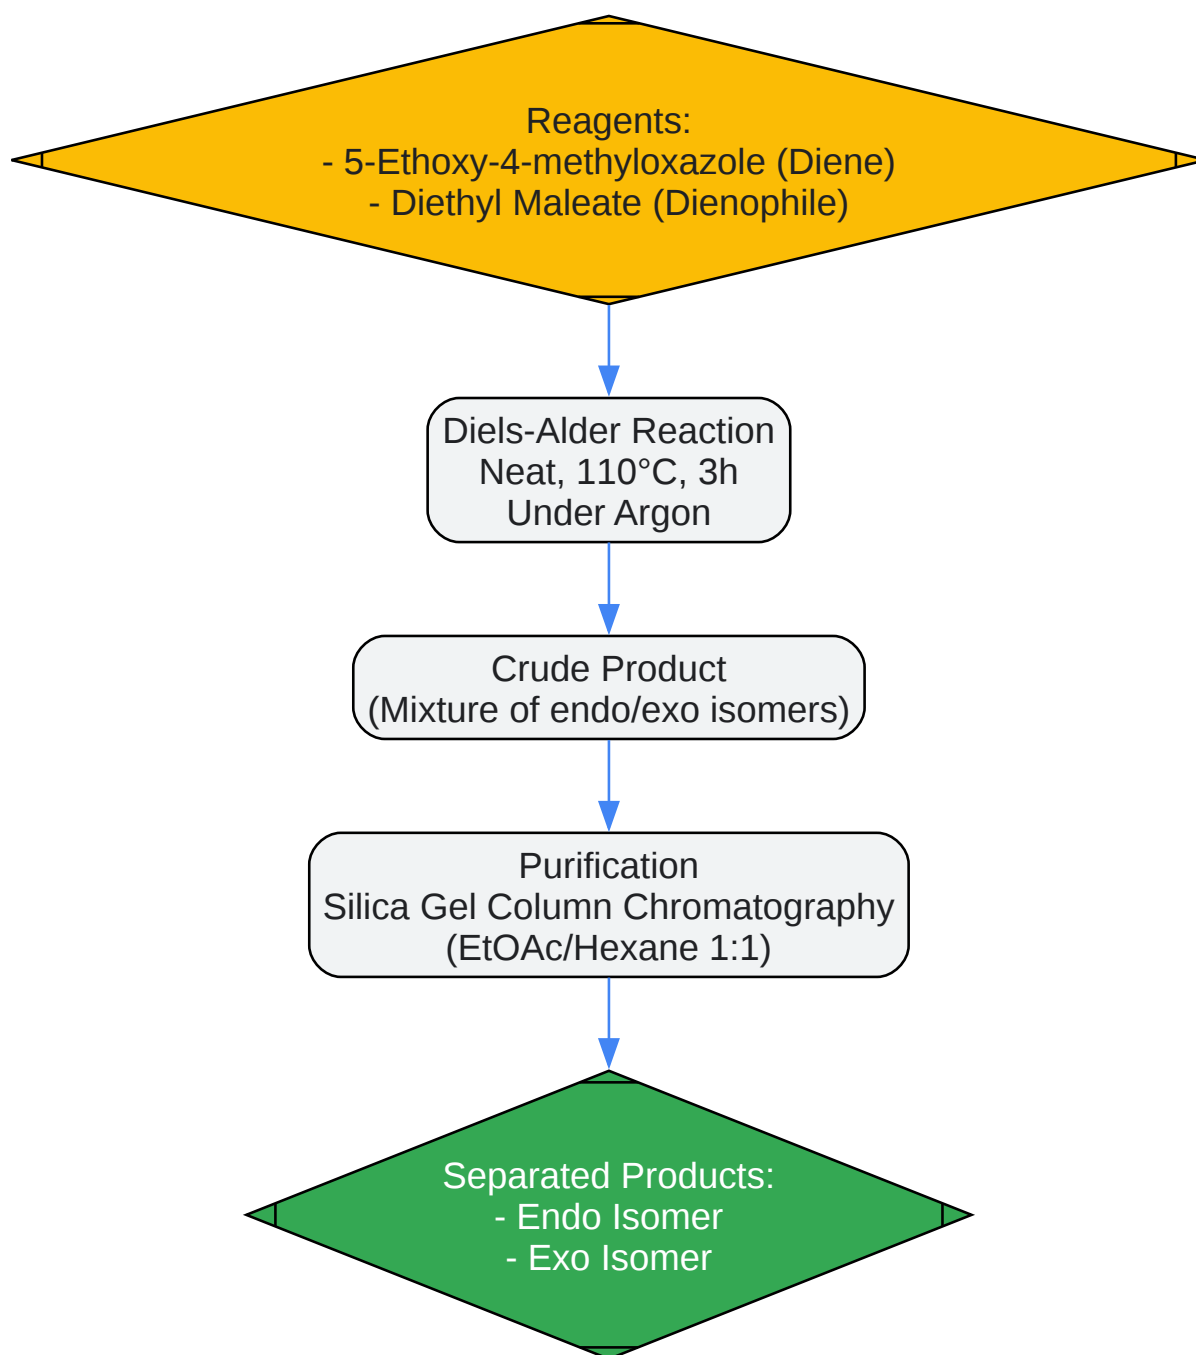 Reagents:
- 5-Ethoxy-4-methyloxazole (Diene)
- Diethyl Maleate (Dienophile)
Diels-Alder Reaction
Neat, 110°C, 3h
Under Argon
Crude Product
(Mixture of endo/exo isomers)
Purification
Silica Gel Column Chromatography
(EtOAc/Hexane 1:1)
Separated Products:
- Endo Isomer
- Exo Isomer